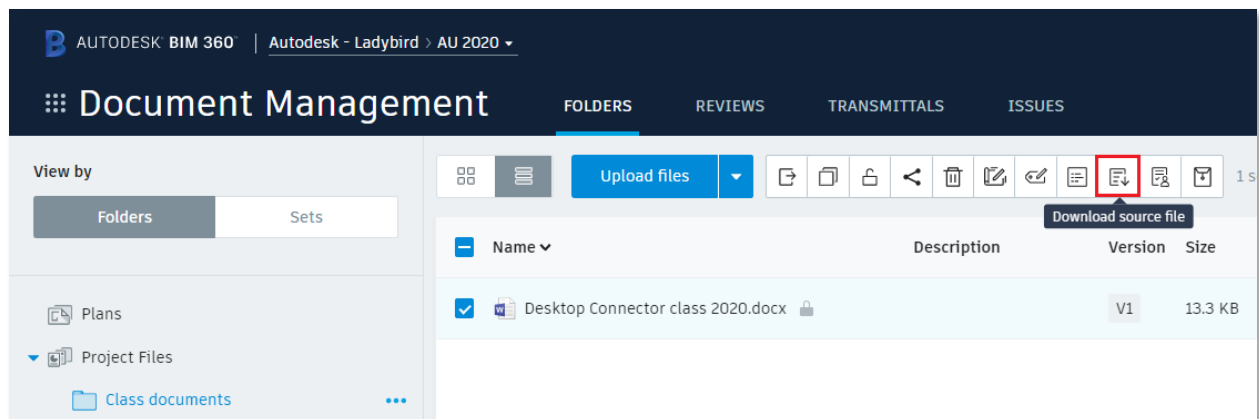 AUTODESK® BIM 360™ | Autodesk - Ladybird > AU 2020
Document Management
FOLDERS REVIEWS TRANSMITTALS ISSUES
View by
Folders Sets
Upload files
1 s
Download source file
Name Description Version Size
Desktop Connector class 2020.docx V1 13.3 KB
Plans
Project Files
Class documents